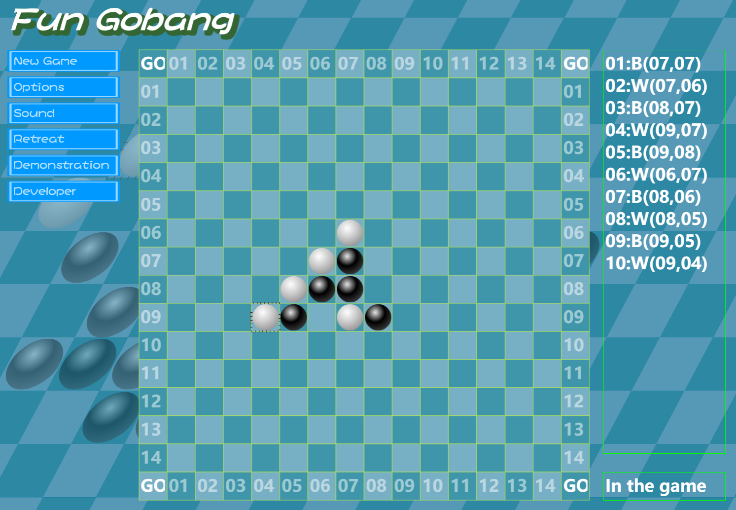 Fun Gobang
New Game
Options
Sound
Retreat
Demonstration
Developer
GO 01 02 03 04 05 06 07 08 09 10 11 12 13 14 GO
01 01
02 02
03 03
04 04
05 05
06 06
07 07
08 08
09 09
10 10
11 11
12 12
13 13
14 14
GO 01 02 03 04 05 06 07 08 09 10 11 12 13 14 GO
01:B(07,07)
02:W(07,06)
03:B(08,07)
04:W(09,07)
05:B(09,08)
06:W(06,07)
07:B(08,06)
08:W(08,05)
09:B(09,05)
10:W(09,04)
In the game